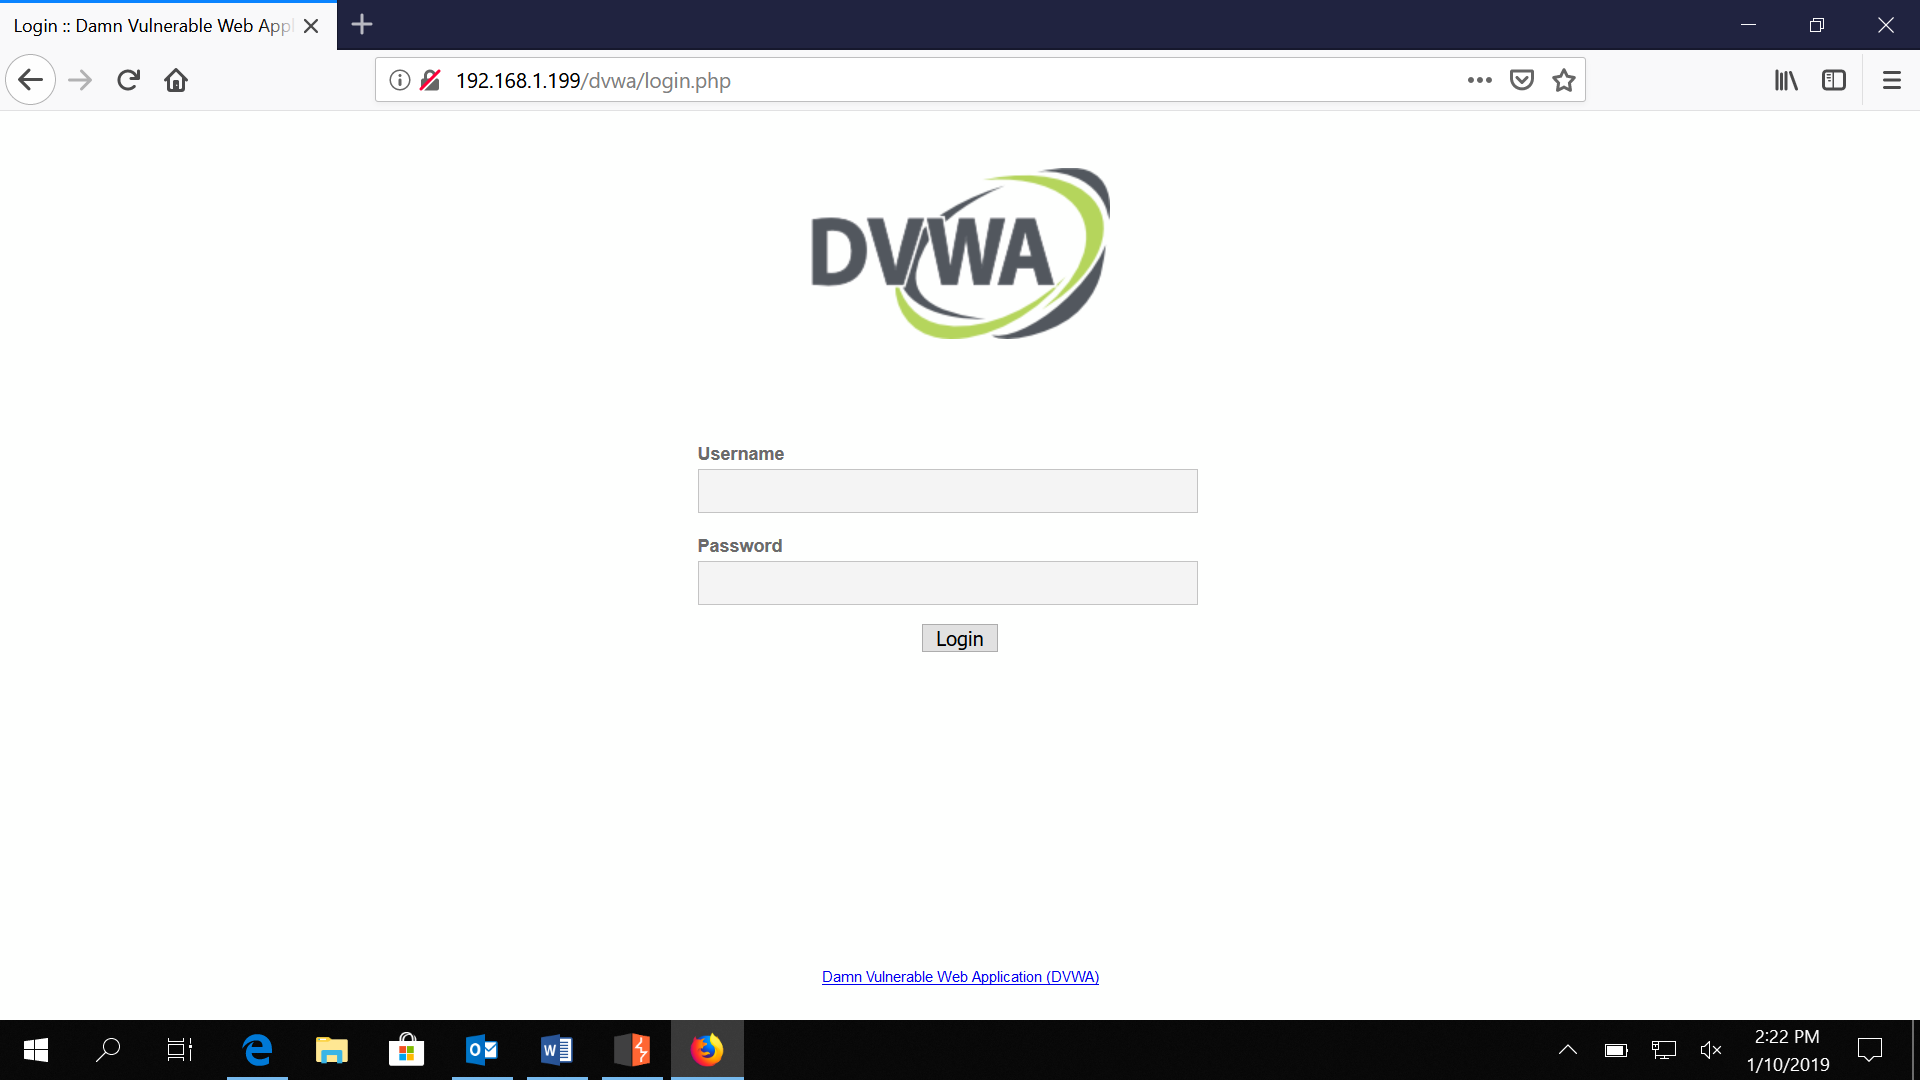 Login :: Damn Vulnerable Web App
192.168.1.199/dvwa/login.php
DVWA
Username
Password
Login
Damn Vulnerable Web Application (DVWA)
2:22 PM
1/10/2019